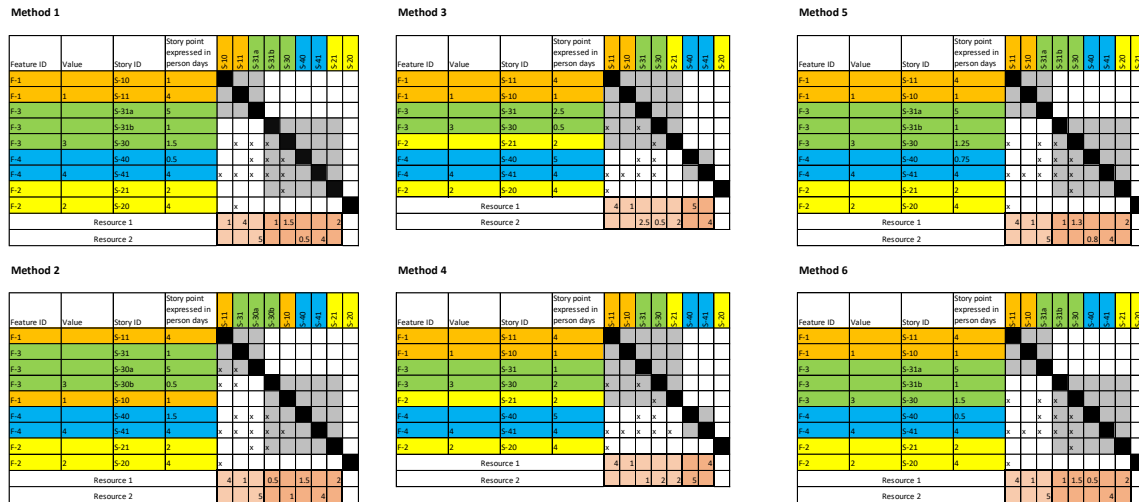 Method 1
Feature ID Value Story ID Story point expressed in person days S-10 S-11 S-31a S-31b S-30 S-40 S-41 S-21 S-20
F-1 S-10 1
F-1 1 S-11 4
F-3 S-31a 5
F-3 S-31b 1
F-3 3 S-30 1.5 x x
F-4 S-40 0.5 x x x
F-4 4 S-41 4 x x x x x
F-2 S-21 2 x
F-2 2 S-20 4 x
Resource 1 1 4 1 1.5 2
Resource 2 5 0.5 4
Method 3
Feature ID Value Story ID Story point expressed in person days S-11 S-10 S-31 S-30 S-21 S-40 S-41 S-20
F-1 S-11 4
F-1 1 S-10 1
F-3 S-31 2.5
F-3 3 S-30 0.5 x x
F-2 S-21 2 x
F-4 S-40 5 x x
F-4 4 S-41 4 x x x x x
F-2 2 S-20 4 x
Resource 1 4 1 5
Resource 2 2.5 0.5 2 4
Method 5
Feature ID Value Story ID Story point expressed in person days S-11 S-10 S-31a S-31b S-30 S-40 S-41 S-21 S-20
F-1 S-11 4
F-1 1 S-10 1
F-3 S-31a 5
F-3 S-31b 1
F-3 3 S-30 1.25 x x
F-4 S-40 0.75 x x x
F-4 4 S-41 4 x x x x x
F-2 S-21 2 x
F-2 2 S-20 4 x
Resource 1 4 1 1 1.3 2
Resource 2 5 0.8 4
Method 2
Feature ID Value Story ID Story point expressed in person days S-11 S-31 S-30a S-30b S-10 S-40 S-41 S-21 S-20
F-1 S-11 4
F-3 S-31 1
F-3 S-30a 5 x x
F-3 3 S-30b 0.5 x x
F-1 1 S-10 1
F-4 S-40 1.5 x x x
F-4 4 S-41 4 x x x x x
F-2 S-21 2 x x
F-2 2 S-20 4 x
Resource 1 4 1 0.5 1.5 2
Resource 2 5 1 4
Method 4
Feature ID Value Story ID Story point expressed in person days S-11 S-10 S-31 S-30 S-21 S-40 S-41 S-20
F-1 S-11 4
F-1 1 S-10 1
F-3 S-31 1
F-3 3 S-30 2 x x
F-2 S-21 2 x
F-4 S-40 5 x x
F-4 4 S-41 4 x x x x x
F-2 2 S-20 4 x
Resource 1 4 1 4
Resource 2 1 2 2 5
Method 6
Feature ID Value Story ID Story point expressed in person days S-11 S-10 S-31a S-31b S-30 S-40 S-41 S-21 S-20
F-1 S-11 4
F-1 1 S-10 1
F-3 S-31a 5
F-3 S-31b 1
F-3 3 S-30 1.5 x x
F-4 S-40 0.5 x x x
F-4 4 S-41 4 x x x x x
F-2 S-21 2 x
F-2 2 S-20 4 x
Resource 1 4 1 1 1.5 0.5 2
Resource 2 5 4